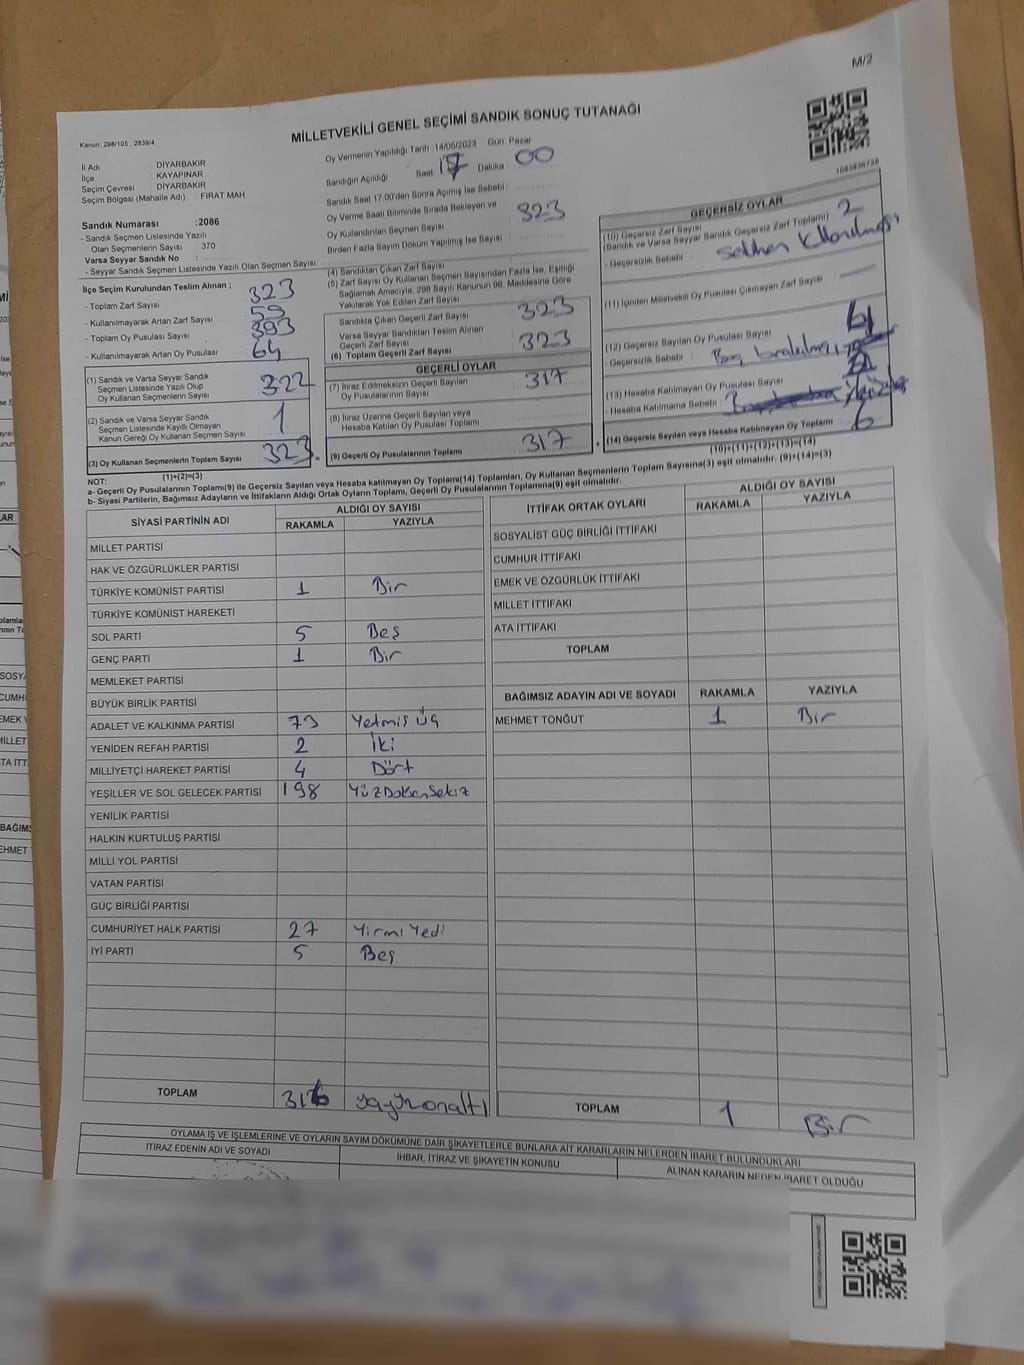 M/2
MİLLETVEKİLİ GENEL SEÇİMİ SANDIK SONUÇ TUTANAĞI
Kanun: 298/105 , 2839/4
İl Adı : DİYARBAKIR
İlçe : KAYAPINAR
Seçim Çevresi : DİYARBAKIR
Seçim Bölgesi (Mahalle Adı) : FIRAT MAH
Sandık Numarası : 2086
- Sandık Seçmen Listesinde Yazılı
Olan Seçmenlerin Sayısı : 370
Varsa Seyyar Sandık No :
- Seyyar Sandık Seçmen Listesinde Yazılı Olan Seçmen Sayısı
Oy Vermenin Yapıldığı Tarih : 14/05/2023 Gün Pazar
Sandığın Açıldığı Saat 17 Dakika 00
Sandık Saat 17.00'den Sonra Açılmış İse Sebebi
Oy Verme Saati Bitiminde Sırada Bekleyen ve
Oy Kullandırılan Seçmen Sayısı 323
Birden Fazla Sayım Döküm Yapılmış İse Sayısı
İlçe Seçim Kurulundan Teslim Alınan ;
- Toplam Zarf Sayısı 323
- Kullanılmayarak Artan Zarf Sayısı
- Toplam Oy Pusulası Sayısı 383
- Kullanılmayarak Artan Oy Pusulası 64
(1) Sandık ve Varsa Seyyar Sandık
Seçmen Listesinde Yazılı Olup
Oy Kullanan Seçmenlerin Sayısı 322
(2) Sandık ve Varsa Seyyar Sandık
Seçmen Listesinde Kayıtlı Olmayan
Kanun Gereği Oy Kullanan Seçmen Sayısı 1
(3) Oy Kullanan Seçmenlerin Toplam Sayısı 323
(1)+(2)=(3)
(4) Sandıktan Çıkan Zarf Sayısı
(5) Zarf Sayısı Oy Kullanan Seçmen Sayısından Fazla İse, Eşitliği
Sağlamak Amacıyla, 298 Sayılı Kanunun 98. Maddesine Göre
Yakılarak Yok Edilen Zarf Sayısı
Sandıkta Çıkan Geçerli Zarf Sayısı 323
Varsa Seyyar Sandıktan Teslim Alınan
Geçerli Zarf Sayısı
(6) Toplam Geçerli Zarf Sayısı 323
GEÇERLİ OYLAR
(7) İtiraz Edilmeksizin Geçerli Sayılan
Oy Pusulalarının Sayısı 317
(8) İtiraz Üzerine Geçerli Sayılan veya
Hesaba Katılan Oy Pusulası Toplamı
(9) Geçerli Oy Pusulalarının Toplamı 317
1683836728
GEÇERSİZ OYLAR
(10) Geçersiz Zarf Sayısı 2
(Sandık ve Varsa Seyyar Sandık Geçersiz Zarf Toplamı)
- Geçersizlik Sebebi :
(11) İçinden Milletvekili Oy Pusulası Çıkmayan Zarf Sayısı
(12) Geçersiz Sayılan Oy Pusulası Sayısı
- Geçersizlik Sebebi : Boş
(13) Hesaba Katılmayan Oy Pusulası Sayısı
- Hesaba Katılmama Sebebi :
(14) Geçersiz Sayılan veya Hesaba Katılmayan Oy Toplamı 6
(10)+(11)+(12)+(13)=(14)
NOT:
a- Geçerli Oy Pusulalarının Toplamı(9) ile Geçersiz Sayılan veya Hesaba katılmayan Oy Toplamı(14) Toplamları, Oy Kullanan Seçmenlerin Toplam Sayısına(3) eşit olmalıdır. (9)+(14)=(3)
b- Siyasi Partilerin, Bağımsız Adayların ve İttifakların Aldığı Ortak Oyların Toplamı, Geçerli Oy Pusulalarının Toplamına(9) eşit olmalıdır.
SİYASİ PARTİNİN ADI ALDIĞI OY SAYISI
RAKAMLA YAZIYLA
MİLLET PARTİSİ
HAK VE ÖZGÜRLÜKLER PARTİSİ
TÜRKİYE KOMÜNİST PARTİSİ 1 Bir
TÜRKİYE KOMÜNİST HAREKETİ
SOL PARTİ 5 Beş
GENÇ PARTİ 1 Bir
MEMLEKET PARTİSİ
BÜYÜK BİRLİK PARTİSİ
ADALET VE KALKINMA PARTİSİ 73 Yetmiş Üç
YENİDEN REFAH PARTİSİ 2 İki
MİLLİYETÇİ HAREKET PARTİSİ 4 Dört
YEŞİLLER VE SOL GELECEK PARTİSİ 198 YüzDoksanSekiz
YENİLİK PARTİSİ
HALKIN KURTULUŞ PARTİSİ
MİLLİ YOL PARTİSİ
VATAN PARTİSİ
GÜÇ BİRLİĞİ PARTİSİ
CUMHURİYET HALK PARTİSİ 27 Yirmi Yedi
İYİ PARTİ 5 Beş
TOPLAM 316
İTTİFAK ORTAK OYLARI ALDIĞI OY SAYISI
RAKAMLA YAZIYLA
SOSYALİST GÜÇ BİRLİĞİ İTTİFAKI
CUMHUR İTTİFAKI
EMEK VE ÖZGÜRLÜK İTTİFAKI
MİLLET İTTİFAKI
ATA İTTİFAKI
TOPLAM
BAĞIMSIZ ADAYIN ADI VE SOYADI RAKAMLA YAZIYLA
MEHMET TONĞUT 1 Bir
TOPLAM 1 Bir
OYLAMA İŞ VE İŞLEMLERİNE VE OYLARIN SAYIM DÖKÜMÜNE DAİR ŞİKAYETLERLE BUNLARA AİT KARARLARIN NELERDEN İBARET BULUNDUKLARI
İTİRAZ EDENİN ADI VE SOYADI
İHBAR, İTİRAZ VE ŞİKAYETİN KONUSU
ALINAN KARARIN NEDEN İBARET OLDUĞU